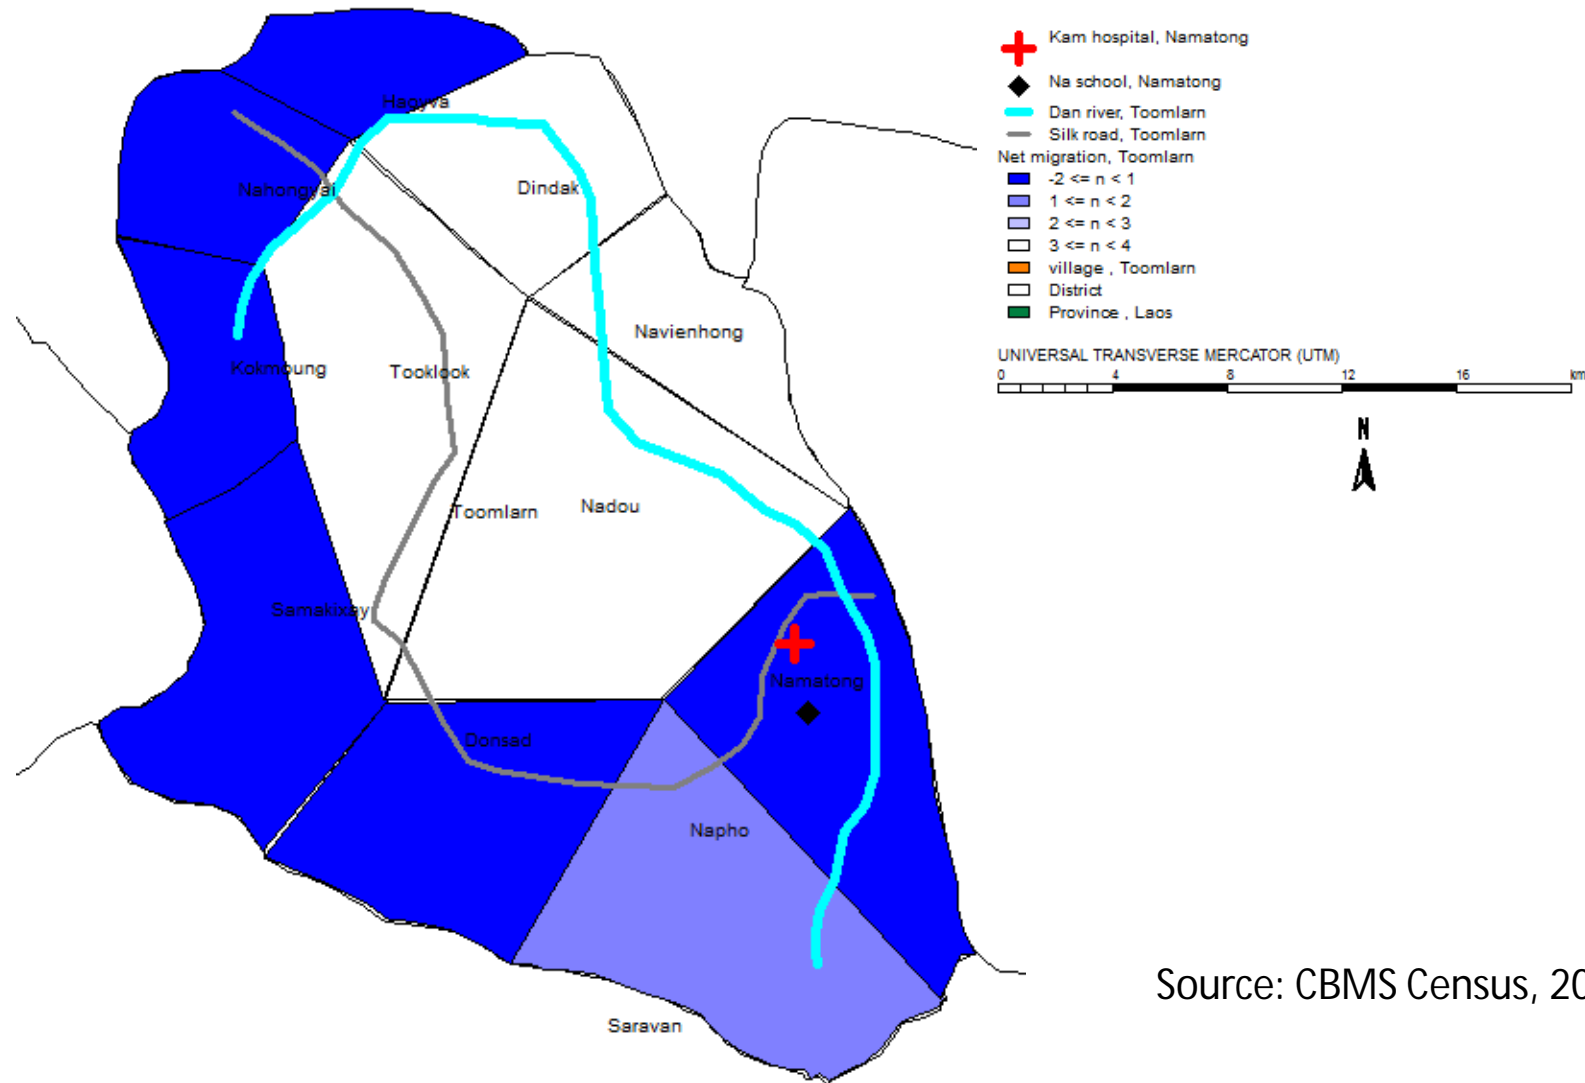 Kam hospital, Namatong
Na school, Namatong
Dan river, Toomlarn
Silk road, Toomlarn
Net migration, Toomlarn
-2 <= n < 1
1 <= n < 2
2 <= n < 3
3 <= n < 4
village , Toomlarn
District
Province , Laos
UNIVERSAL TRANSVERSE MERCATOR (UTM)
0 4 8 12 16 km
N
Haoyva
Nahongyai
Dindak
Navienhong
Kokmoung
Tooklook
Toomlarn
Nadou
Samakixay
Namatong
Donsad
Napho
Saravan
Source: CBMS Census, 20